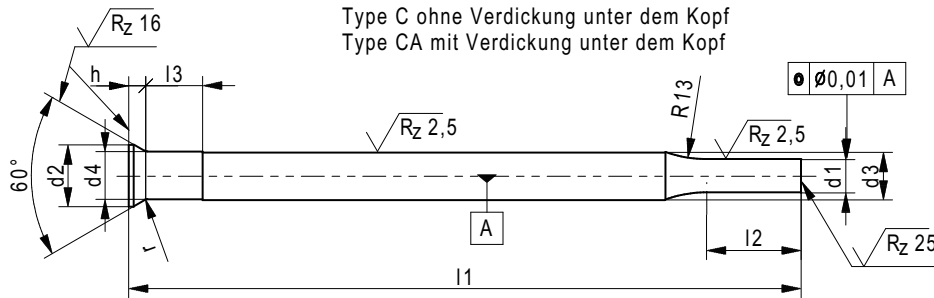 Type C ohne Verdickung unter dem Kopf
Type CA mit Verdickung unter dem Kopf
Rz 16
h
l3
R13
Ø0,01 A
Rz 2,5
Rz 2,5
60°
d2
d4
d1
d3
A
r
l2
Rz 25
l1